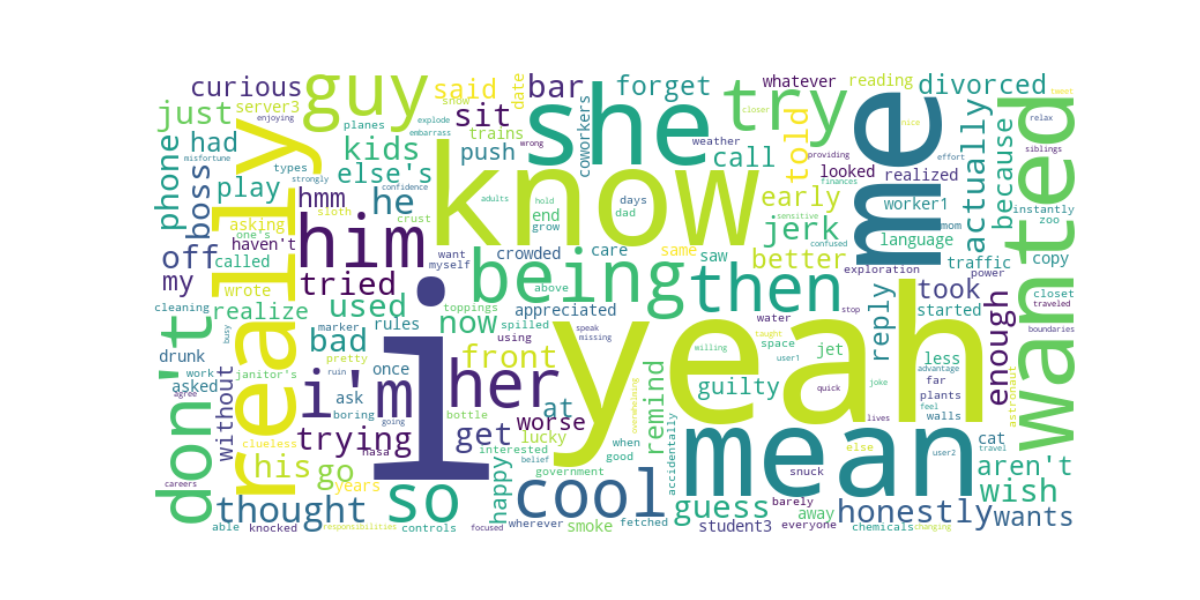 curious
guy
said
date
bar
forget
whatever
reading
divorced
tweet
just
server3
enjoying
snow
explode
embarrass
planes
sit
trains
coworkers
she
try
told
closer
nice
relax
had
misfortune
types
strongly
kids
else's
confidence
push
wrong
know
weather
call
providing
looked
finances
realized
me
effort
siblings
phone
boss
play
sloth
hmm
he
crust
adults
hold
end
grow
dad
days
early
sensitive
worker1
mom
actually
because
instantly
zoo
wanted
really
asking
one's
haven't
him
confused
jerk
language
off
called
my
wrote
tried
want
myself
crowded
being
above
care
same
saw
then
better
exploration
traffic
power
copy
cleaning
realize
used
toppings
now
appreciated
spilled
water
took
started
closet
traveled
boundaries
don't
busy
marker
rules
bad
pretty
i
front
using
speak
missing
yeah
taught
space
stop
jet
reply
less
advantage
drunk
work
janitor's
ruin
once
i'm
her
willing
user1
quick
joke
lives
far
feel
plants
enough
astronaut
asked
agree
without
ask
boring
going
bottle
at
remind
guilty
walls
clueless
trying
nasa
get
worse
lucky
interested
belief
when
good
overwhelming
accidentally
mean
else
user2
cat
travel
careers
his
go
years
happy
government
snuck
aren't
wish
able
thought
so
cool
guess
barely
away
honestly
wants
knocked
responsibilities
controls
focused
wherever
smoke
fetched
student3
everyone
chemicals
changing